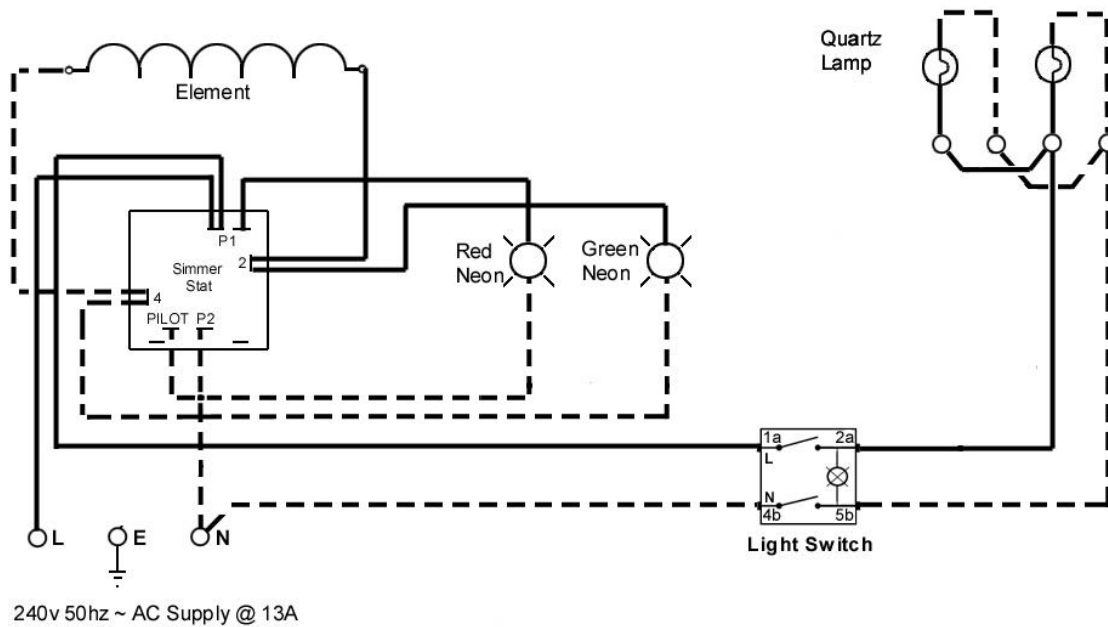 Quartz
Lamp
Element
P1
2
Simmer
Stat
4
PILOT P2
Red
Neon
Green
Neon
1a 2a
L
N
4b 5b
Light Switch
L E N
240v 50hz ~ AC Supply @ 13A